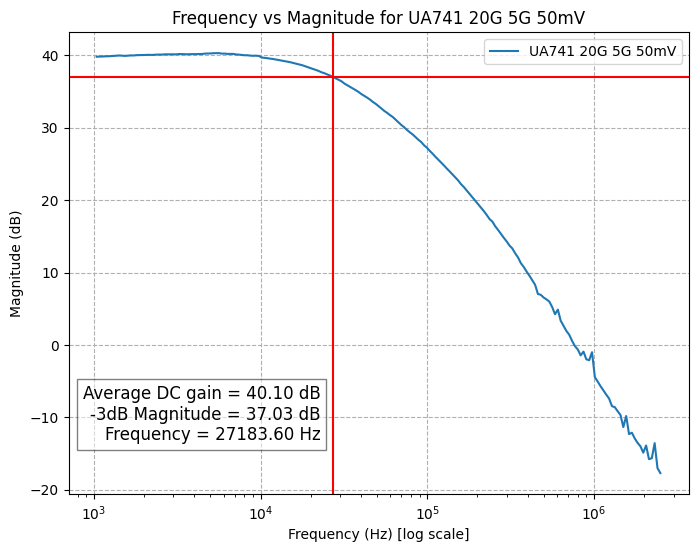 Frequency vs Magnitude for UA741 20G 5G 50mV
UA741 20G 5G 50mV
Magnitude (dB)
40
30
20
10
0
−10
−20
Average DC gain = 40.10 dB
-3dB Magnitude = 37.03 dB
Frequency = 27183.60 Hz
10³ 10⁴ 10⁵ 10⁶
Frequency (Hz) [log scale]